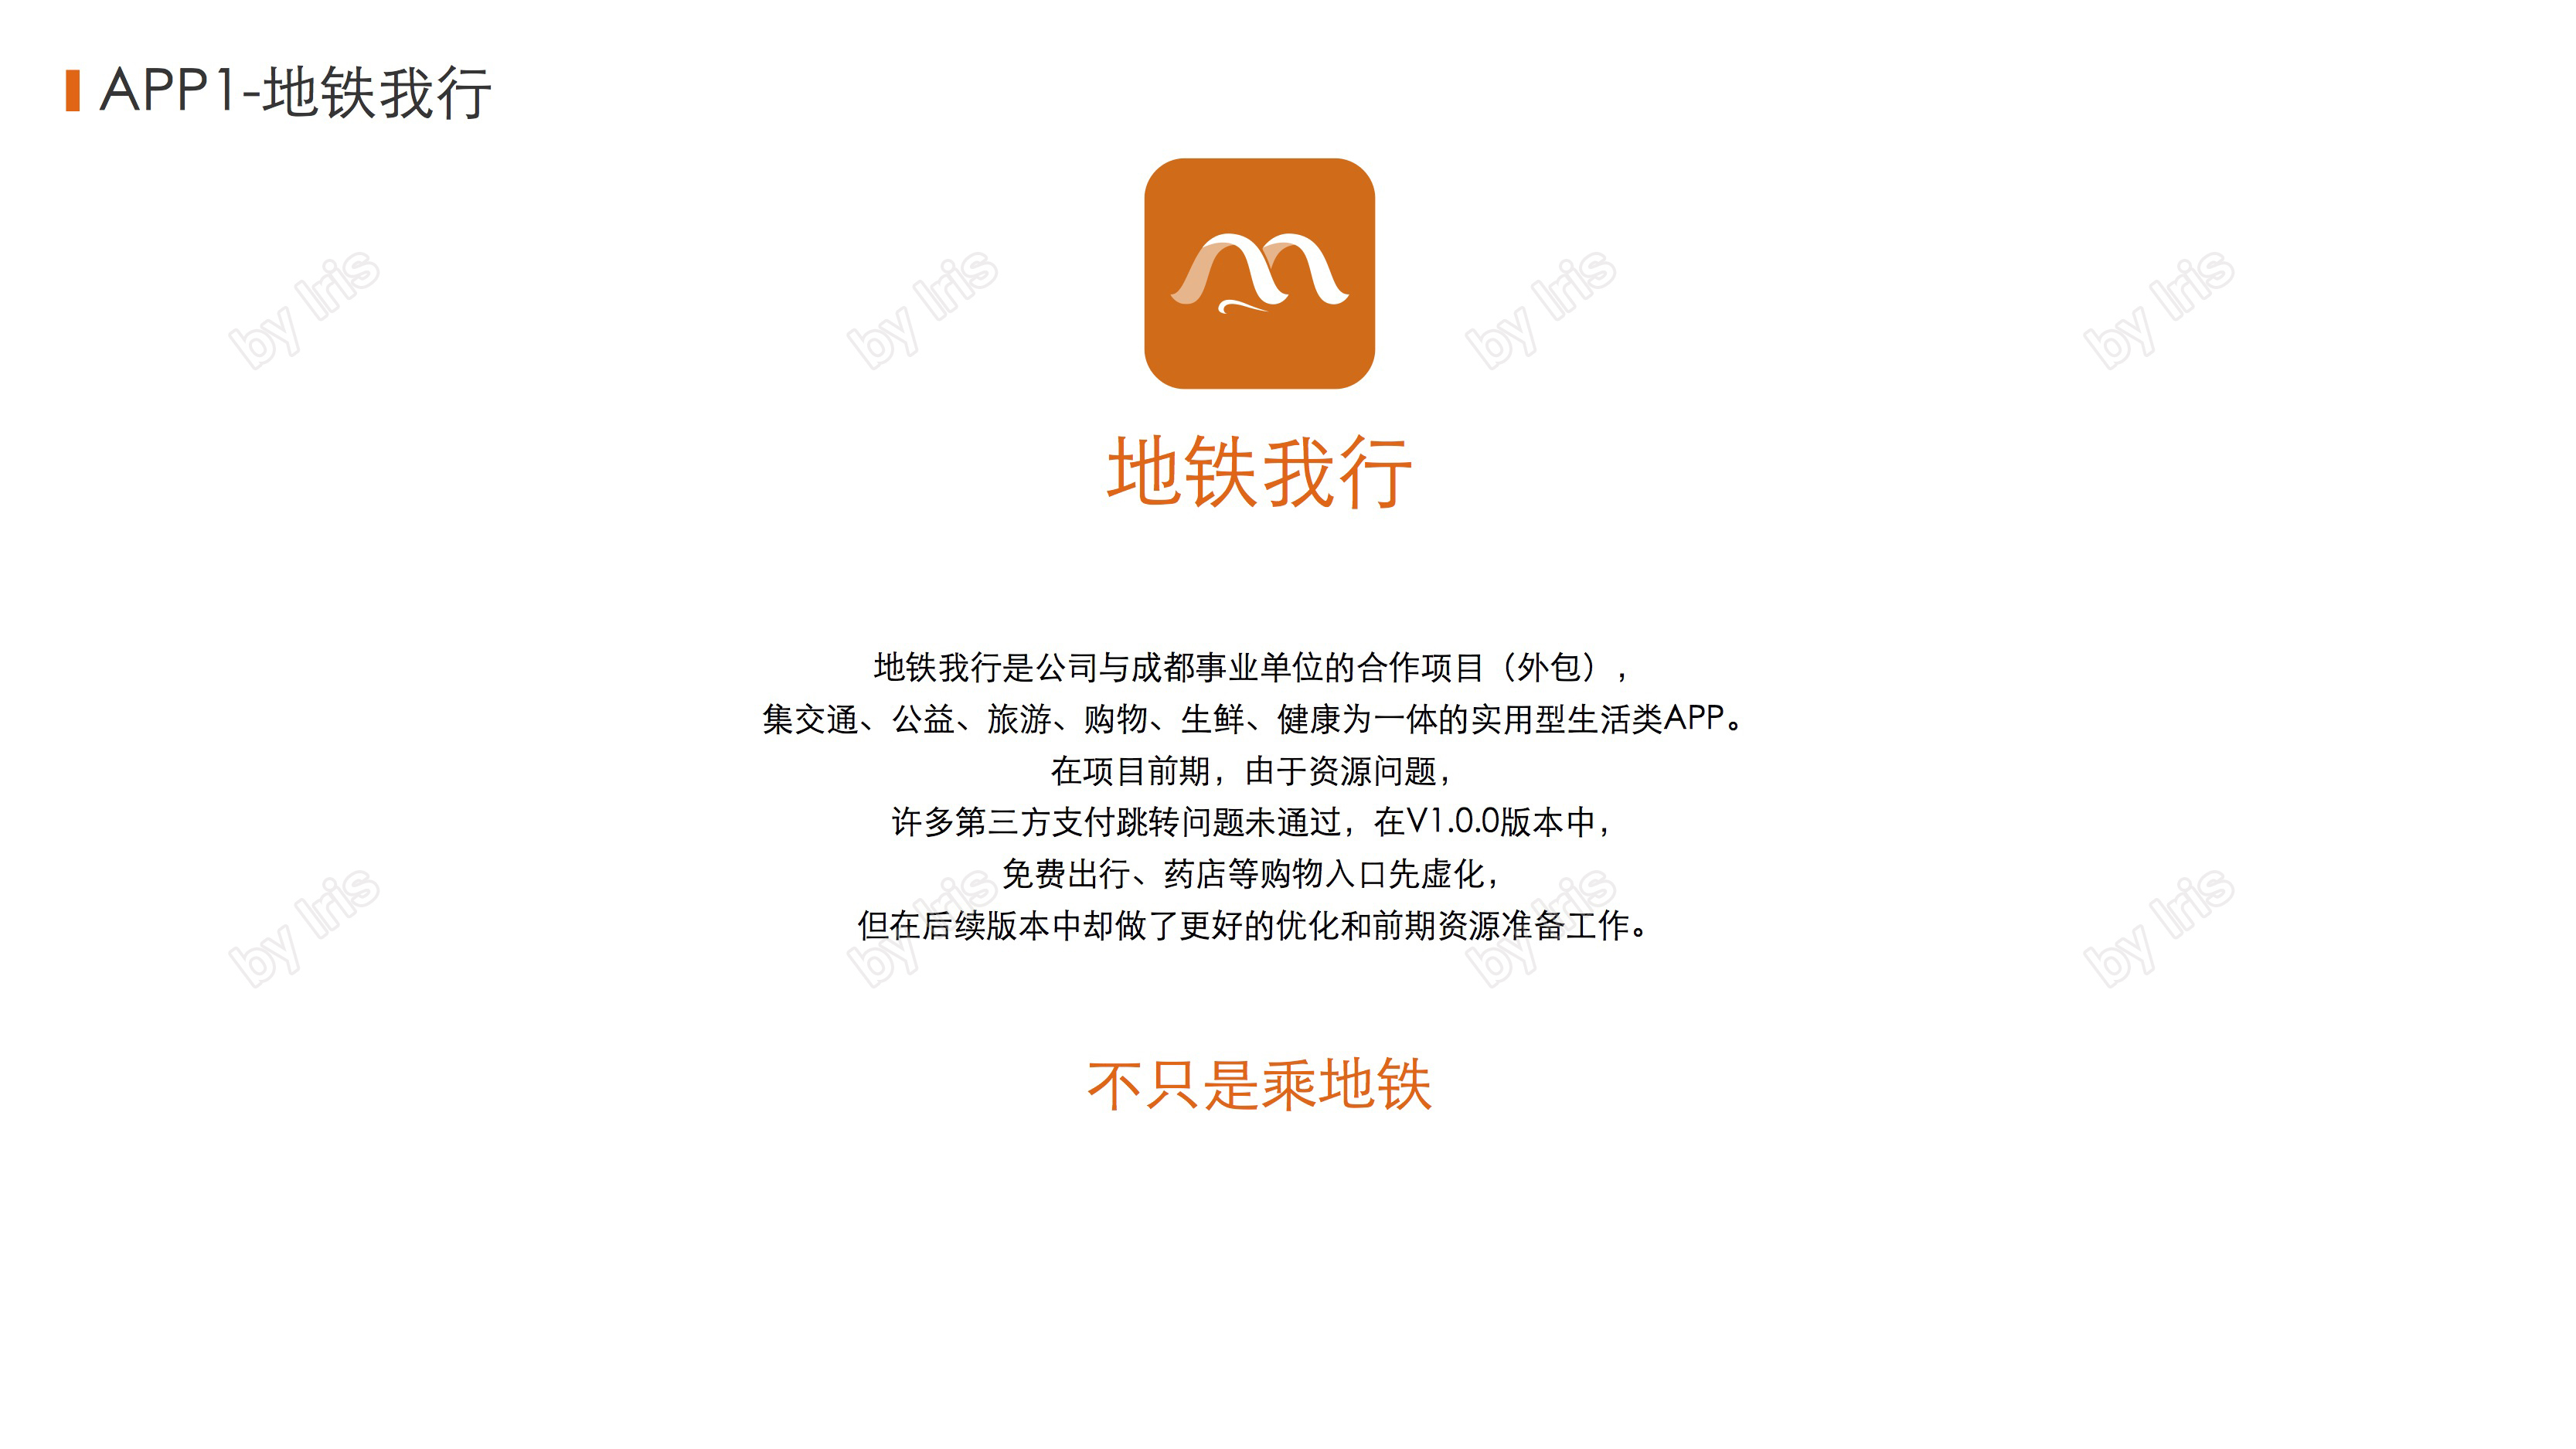 APP1-地铁我行
by Iris
by Iris
by Iris
by Iris
地铁我行
地铁我行是公司与成都事业单位的合作项目（外包），
集交通、公益、旅游、购物、生鲜、健康为一体的实用型生活类APP。
在项目前期，由于资源问题，
许多第三方支付跳转问题未通过，在V1.0.0版本中，
免费出行、药店等购物入口先虚化，
但在后续版本中却做了更好的优化和前期资源准备工作。
by Iris
by Iris
by Iris
by Iris
不只是乘地铁